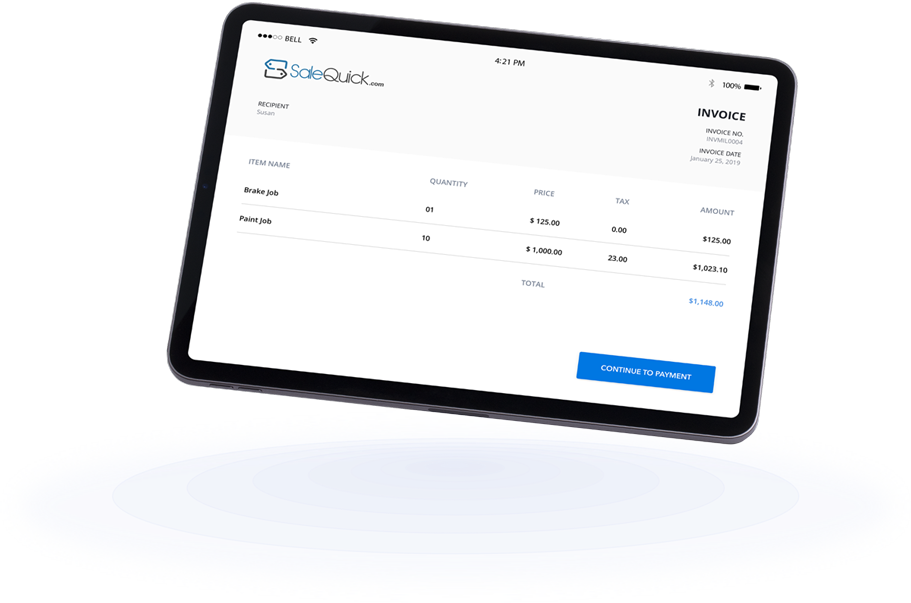 BELL
4:21 PM
100%
SaleQuick.com
RECIPIENT
Susan
INVOICE
INVOICE NO.
INVMIL0004
INVOICE DATE
January 25, 2019
ITEM NAME QUANTITY PRICE TAX AMOUNT
Brake Job 01 $ 125.00 0.00 $125.00
Paint Job 10 $ 1,000.00 23.00 $1,023.10
TOTAL $1,148.00
CONTINUE TO PAYMENT